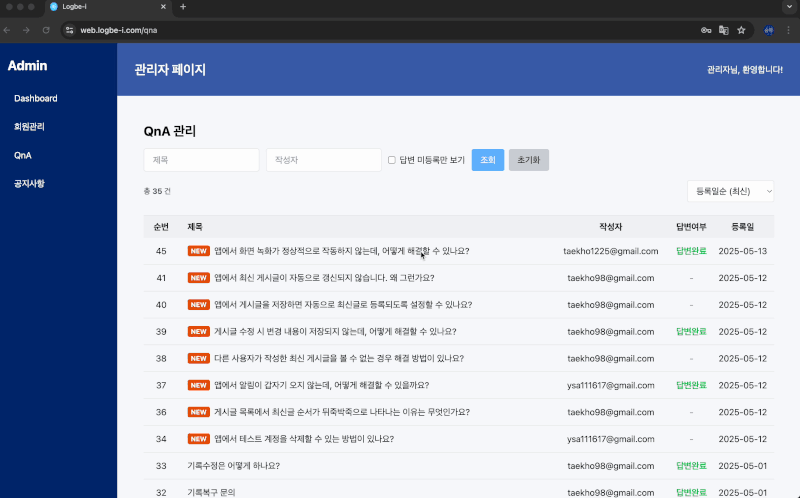 Logbe-i
web.logbe-i.com/qna
Admin
관리자 페이지
관리자님, 환영합니다!
Dashboard
회원관리
QnA
공지사항
QnA 관리
제목 작성자 답변 미등록만 보기 조회 초기화
총 35 건 등록일순 (최신)
순번 제목 작성자 답변여부 등록일
45 NEW 앱에서 화면 녹화가 정상적으로 작동하지 않는데, 어떻게 해결할 수 있나요? taekho1225@gmail.com 답변완료 2025-05-13
41 NEW 앱에서 최신 게시글이 자동으로 갱신되지 않습니다. 왜 그런가요? taekho98@gmail.com - 2025-05-12
40 NEW 앱에서 게시글을 저장하면 자동으로 최신글로 등록되도록 설정할 수 있나요? taekho98@gmail.com - 2025-05-12
39 NEW 게시글 수정 시 변경 내용이 저장되지 않는데, 어떻게 해결할 수 있나요? taekho98@gmail.com 답변완료 2025-05-12
38 NEW 다른 사용자가 작성한 최신 게시글을 볼 수 없는 경우 해결 방법이 있나요? taekho98@gmail.com - 2025-05-12
37 NEW 앱에서 알림이 갑자기 오지 않는데, 어떻게 해결할 수 있을까요? ysa111617@gmail.com 답변완료 2025-05-12
36 NEW 게시글 목록에서 최신글 순서가 뒤죽박죽으로 나타나는 이유는 무엇인가요? taekho98@gmail.com - 2025-05-12
34 NEW 앱에서 테스트 계정을 삭제할 수 있는 방법이 있나요? ysa111617@gmail.com - 2025-05-12
33 기록수정은 어떻게 하나요? taekho98@gmail.com 답변완료 2025-05-01
32 기록복구 문의 taekho98@gmail.com 답변완료 2025-05-01